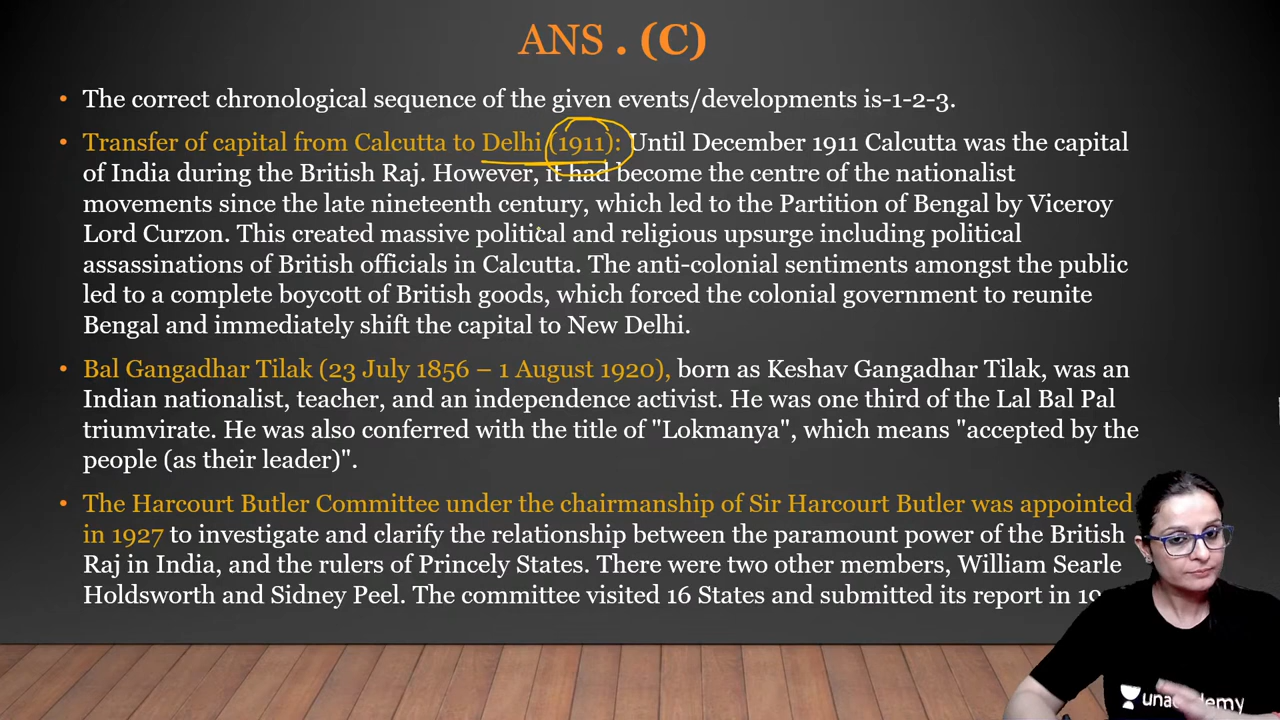 ANS . (C)
• The correct chronological sequence of the given events/developments is-1-2-3.
• Transfer of capital from Calcutta to Delhi (1911): Until December 1911 Calcutta was the capital
of India during the British Raj. However, it had become the centre of the nationalist
movements since the late nineteenth century, which led to the Partition of Bengal by Viceroy
Lord Curzon. This created massive political and religious upsurge including political
assassinations of British officials in Calcutta. The anti-colonial sentiments amongst the public
led to a complete boycott of British goods, which forced the colonial government to reunite
Bengal and immediately shift the capital to New Delhi.
• Bal Gangadhar Tilak (23 July 1856 – 1 August 1920), born as Keshav Gangadhar Tilak, was an
Indian nationalist, teacher, and an independence activist. He was one third of the Lal Bal Pal
triumvirate. He was also conferred with the title of "Lokmanya", which means "accepted by the
people (as their leader)".
• The Harcourt Butler Committee under the chairmanship of Sir Harcourt Butler was appointed
in 1927 to investigate and clarify the relationship between the paramount power of the British
Raj in India, and the rulers of Princely States. There were two other members, William Searle
Holdsworth and Sidney Peel. The committee visited 16 States and submitted its report in
unacademy